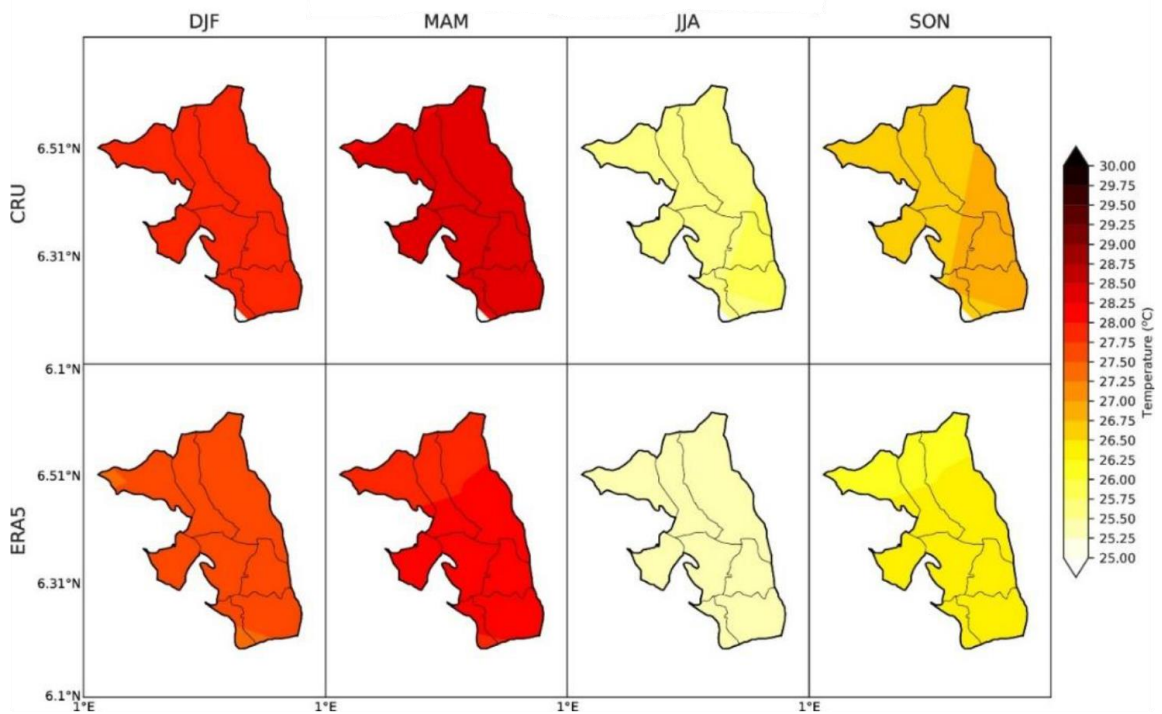 DJF MAM JJA SON
CRU
6.51°N
6.31°N
6.1°N
ERA5
6.51°N
6.31°N
6.1°N
1°E 1°E 1°E 1°E
30.00
29.75
29.50
29.25
29.00
28.75
28.50
28.25
28.00
27.75
27.50
27.25
27.00
26.75
26.50
26.25
26.00
25.75
25.50
25.25
25.00
Temperature (°C)